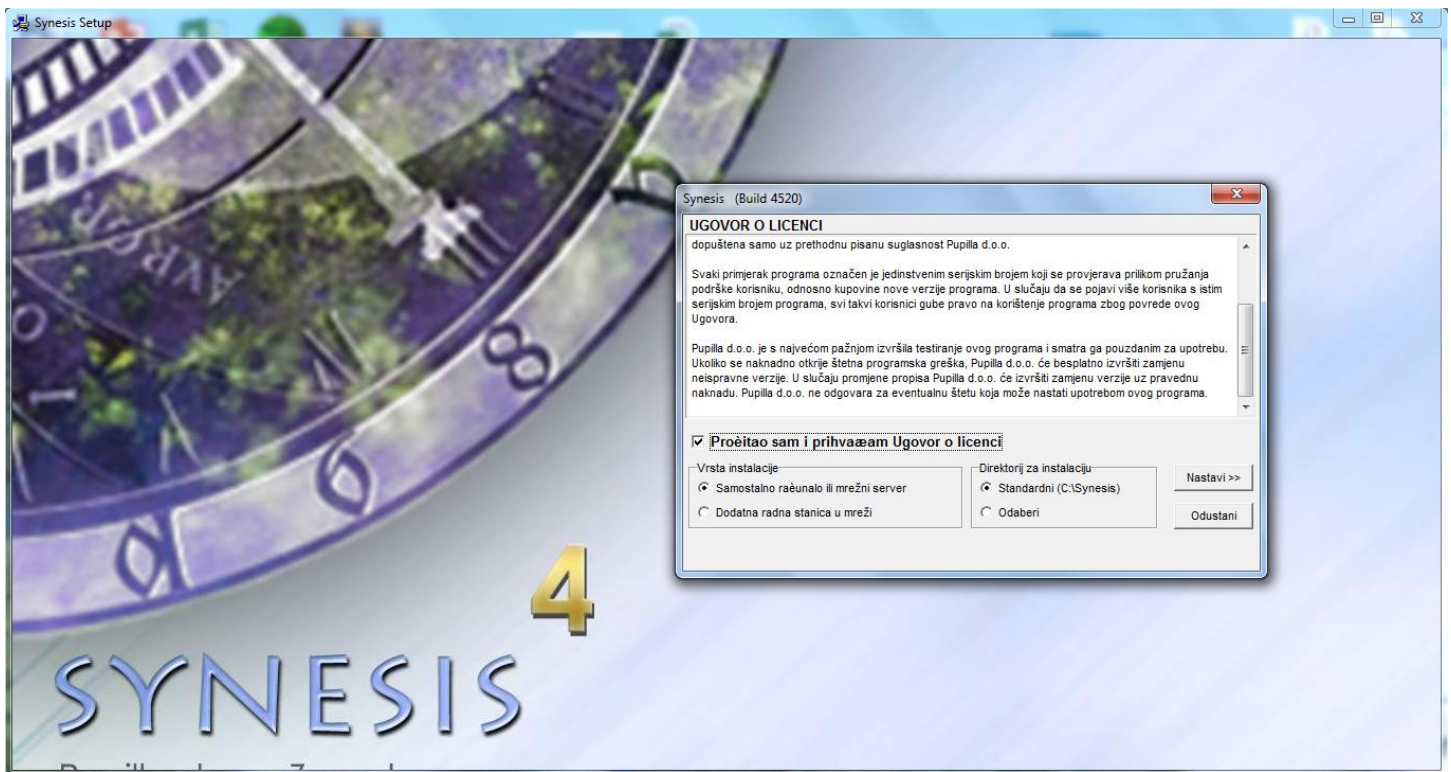 Synesis Setup
AVRCR
AVP
8
6
4
SYNESIS
Synesis (Build 4520)
UGOVOR O LICENCI
dopuštena samo uz prethodnu pisanu suglasnost Pupilla d.o.o.
Svaki primjerak programa označen je jedinstvenim serijskim brojem koji se provjerava prilikom pružanja
podrške korisniku, odnosno kupovine nove verzije programa. U slučaju da se pojavi više korisnika s istim
serijskim brojem programa, svi takvi korisnici gube pravo na korištenje programa zbog povrede ovog
Ugovora.
Pupilla d.o.o. je s najvećom pažnjom izvršila testiranje ovog programa i smatra ga pouzdanim za upotrebu.
Ukoliko se naknadno otkrije štetna programska greška, Pupilla d.o.o. će besplatno izvršiti zamjenu
neispravne verzije. U slučaju promjene propisa Pupilla d.o.o. će izvršiti zamjenu verzije uz pravednu
naknadu. Pupilla d.o.o. ne odgovara za eventualnu štetu koja može nastati upotrebom ovog programa.
Proèitao sam i prihvaæam Ugovor o licenci
Vrsta instalacije
Samostalno raèunalo ili mrežni server
Dodatna radna stanica u mreži
Direktorij za instalaciju
Standardni (C:\Synesis)
Odaberi
Nastavi >>
Odustani